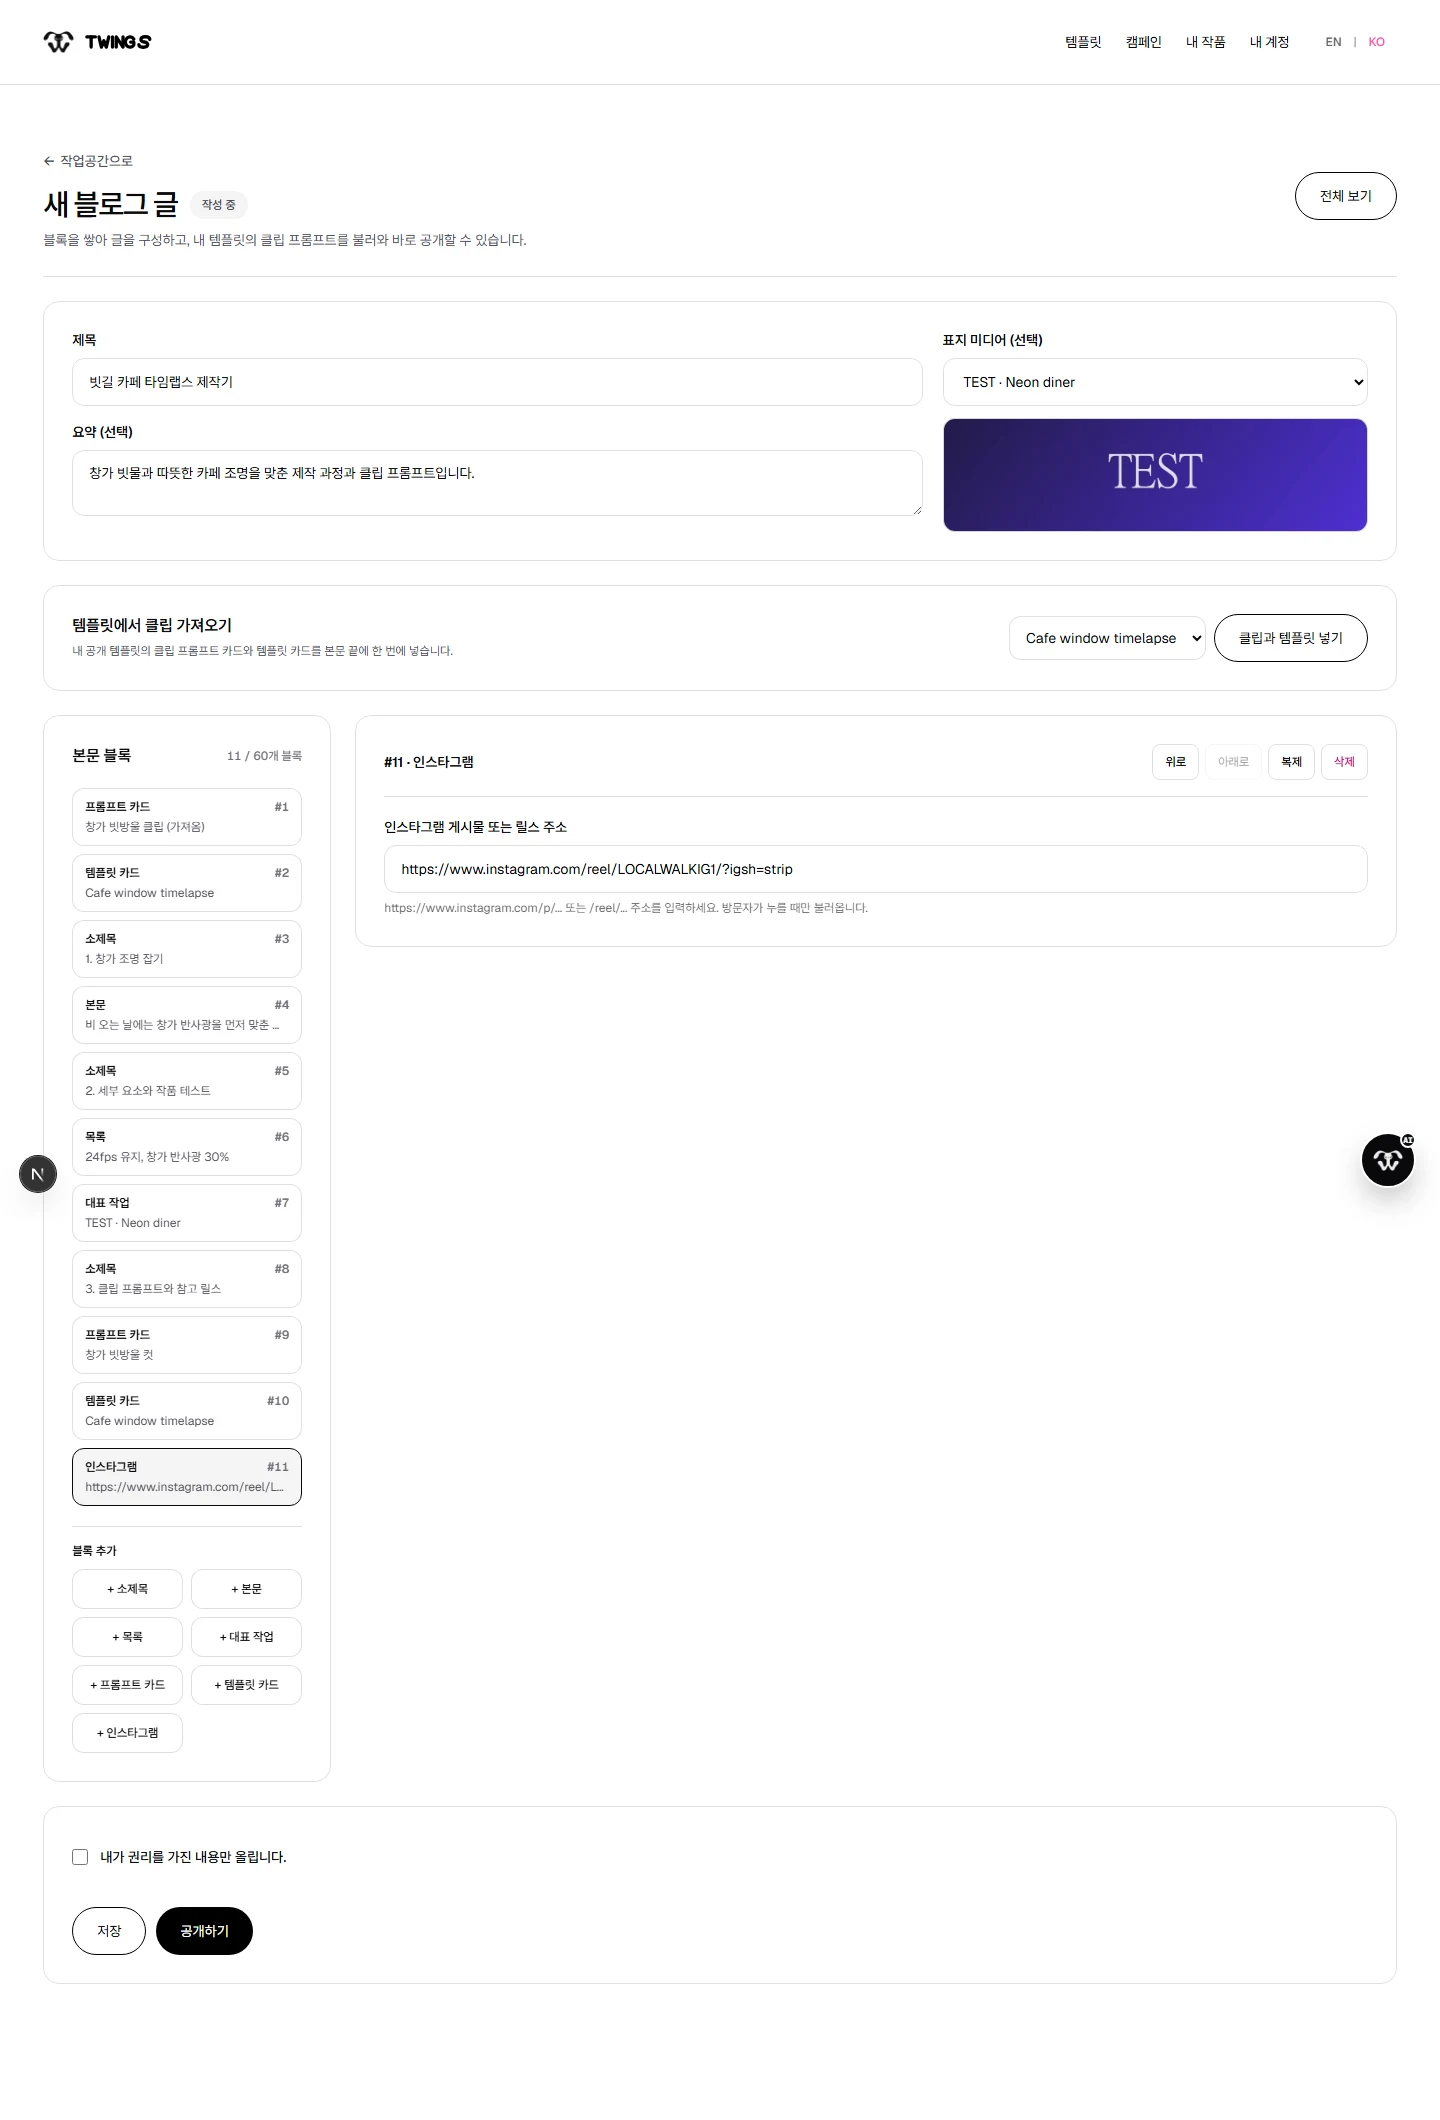 TWINGS
템플릿
캠페인
내 작품
내 계정
EN | KO
← 작업공간으로
새 블로그 글
작성 중
전체 보기
블록을 쌓아 글을 구성하고, 내 템플릿의 클립 프롬프트를 불러와 바로 공개할 수 있습니다.
제목
빗길 카페 타임랩스 제작기
요약 (선택)
창가 빗물과 따뜻한 카페 조명을 맞춘 제작 과정과 클립 프롬프트입니다.
표지 미디어 (선택)
TEST · Neon diner
TEST
템플릿에서 클립 가져오기
내 공개 템플릿의 클립 프롬프트 카드와 템플릿 카드를 본문 끝에 한 번에 넣습니다.
Cafe window timelapse
클립과 템플릿 넣기
본문 블록
11 / 60개 블록
프롬프트 카드 #1
창가 빗방울 클립 (가져옴)
템플릿 카드 #2
Cafe window timelapse
소제목 #3
1. 창가 조명 잡기
본문 #4
비 오는 날에는 창가 반사광을 먼저 맞춘 ...
소제목 #5
2. 세부 요소와 작품 테스트
목록 #6
24fps 유지, 창가 반사광 30%
대표 작업 #7
TEST · Neon diner
소제목 #8
3. 클립 프롬프트와 참고 릴스
프롬프트 카드 #9
창가 빗방울 컷
템플릿 카드 #10
Cafe window timelapse
인스타그램 #11
https://www.instagram.com/reel/L...
블록 추가
+ 소제목
+ 본문
+ 목록
+ 대표 작업
+ 프롬프트 카드
+ 템플릿 카드
+ 인스타그램
#11 · 인스타그램
위로
아래로
복제
삭제
인스타그램 게시물 또는 릴스 주소
https://www.instagram.com/reel/LOCALWALKIG1/?igsh=strip
https://www.instagram.com/p/... 또는 /reel/... 주소를 입력하세요. 방문자가 누를 때만 불러옵니다.
N
AI
내가 권리를 가진 내용만 올립니다.
저장
공개하기